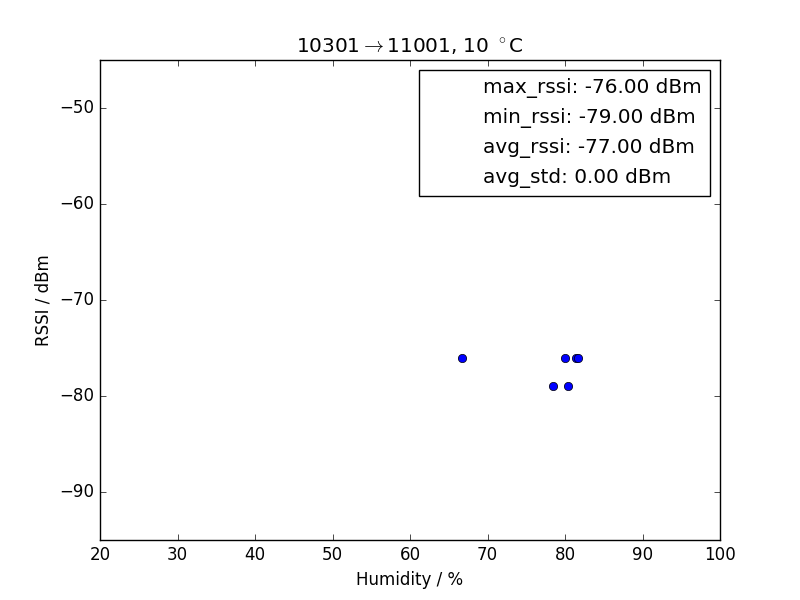 10301→11001, 10 °C
max_rssi: -76.00 dBm
min_rssi: -79.00 dBm
avg_rssi: -77.00 dBm
avg_std: 0.00 dBm
−50
−60
−70
−80
−90
RSSI / dBm
20 30 40 50 60 70 80 90 100
Humidity / %